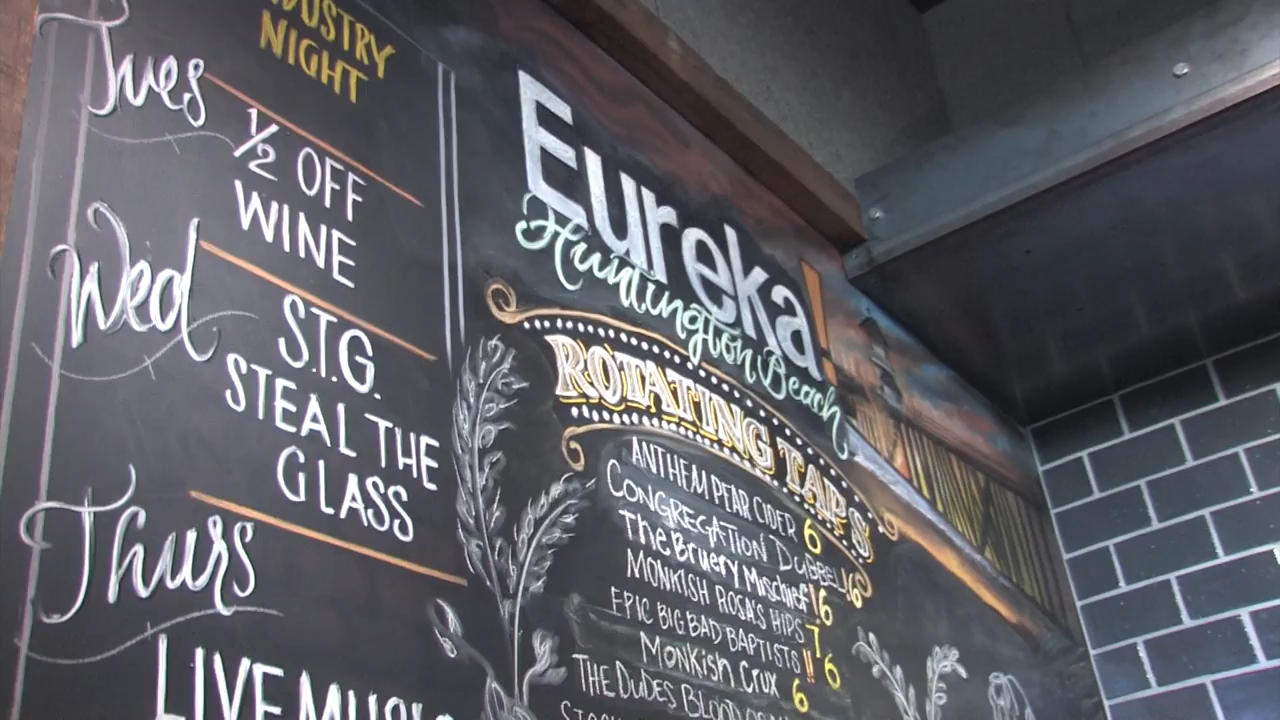 NIGHT
Tues
½ OFF
WINE
Wed
S.T.G.
STEAL THE
GLASS
Thurs
LIVE MUSIC
Eureka!
Huntington Beach
ROTATING TAPS
ANTHEM PEAR CIDER 6
CONGREGATION DUBBEL! 6
The Bruery Mischief! 6
MONKISH ROSA'S HIPS 7
EPIC BIG BAD BAPTISTS !! 6
MONKISH CRUX 6
THE DUDES BLOOD